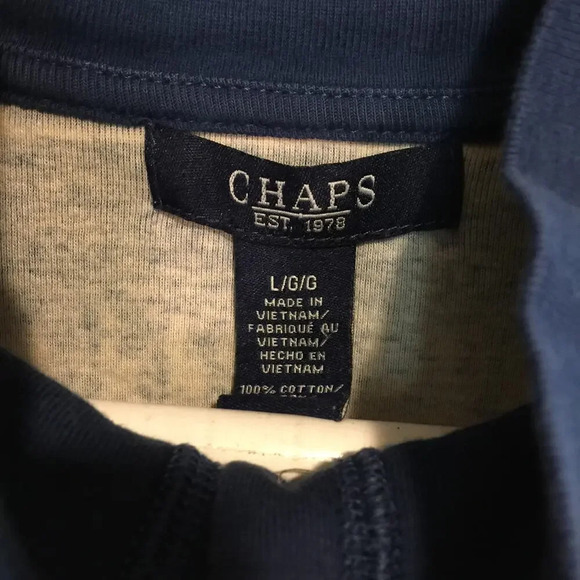 CHAPS
EST. 1978
L/G/G
MADE IN
VIETNAM/
FABRIQUÉ AU
VIETNAM/
HECHO EN
VIETNAM
100% COTTON/